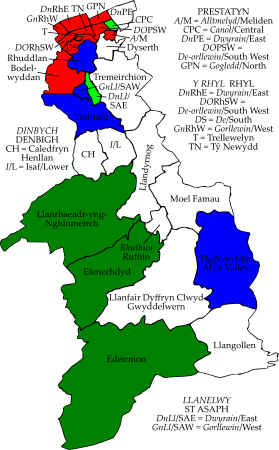 DnRhE TN
GPN
DnPE
GnRhW
CPC
T
DOPSW
A/M
DORhSW
DS
Dyserth
Rhuddlan
Bodel-
wyddan
Tremeirchion
GnLl/SAW
DnLl/
SAE
PRESTATYN
A/M = Alltmelyd/Meliden
CPC = Canol/Central
DnPE = Dwyrain/East
DOPSW =
De-orllewin/South West
GPN = Gogledd/North
Y RHYL RHYL
DnRhE = Dwyrain/East
DORhSW =
De-orllewin/South West
DS = De/South
GnRhW = Gorllewin/West
T = Trellewelyn
TN = Tŷ Newydd
DINBYCH
DENBIGH
CH = Caledfryn
Henllan
I/L = Isaf/Lower
CH
I/L
Llandyrnog
Moel Famau
Llanrhaeadr-yng-
Nghinmeirch
Rhuthun
Ruthin
Efenechdyd
Dyffryn Alun
Alyn Valley
Llanfair Dyffryn Clwyd
Gwyddelwern
Llangollen
Edeirnion
LLANELWY
ST ASAPH
DnLl/SAE = Dwyrain/East
GnLl/SAW = Gorllewin/West